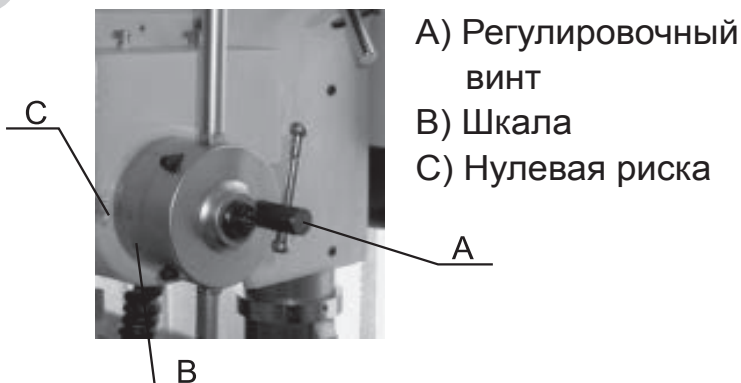 A) Регулировочный
винт
B) Шкала
C) Нулевая риска
C
A
B